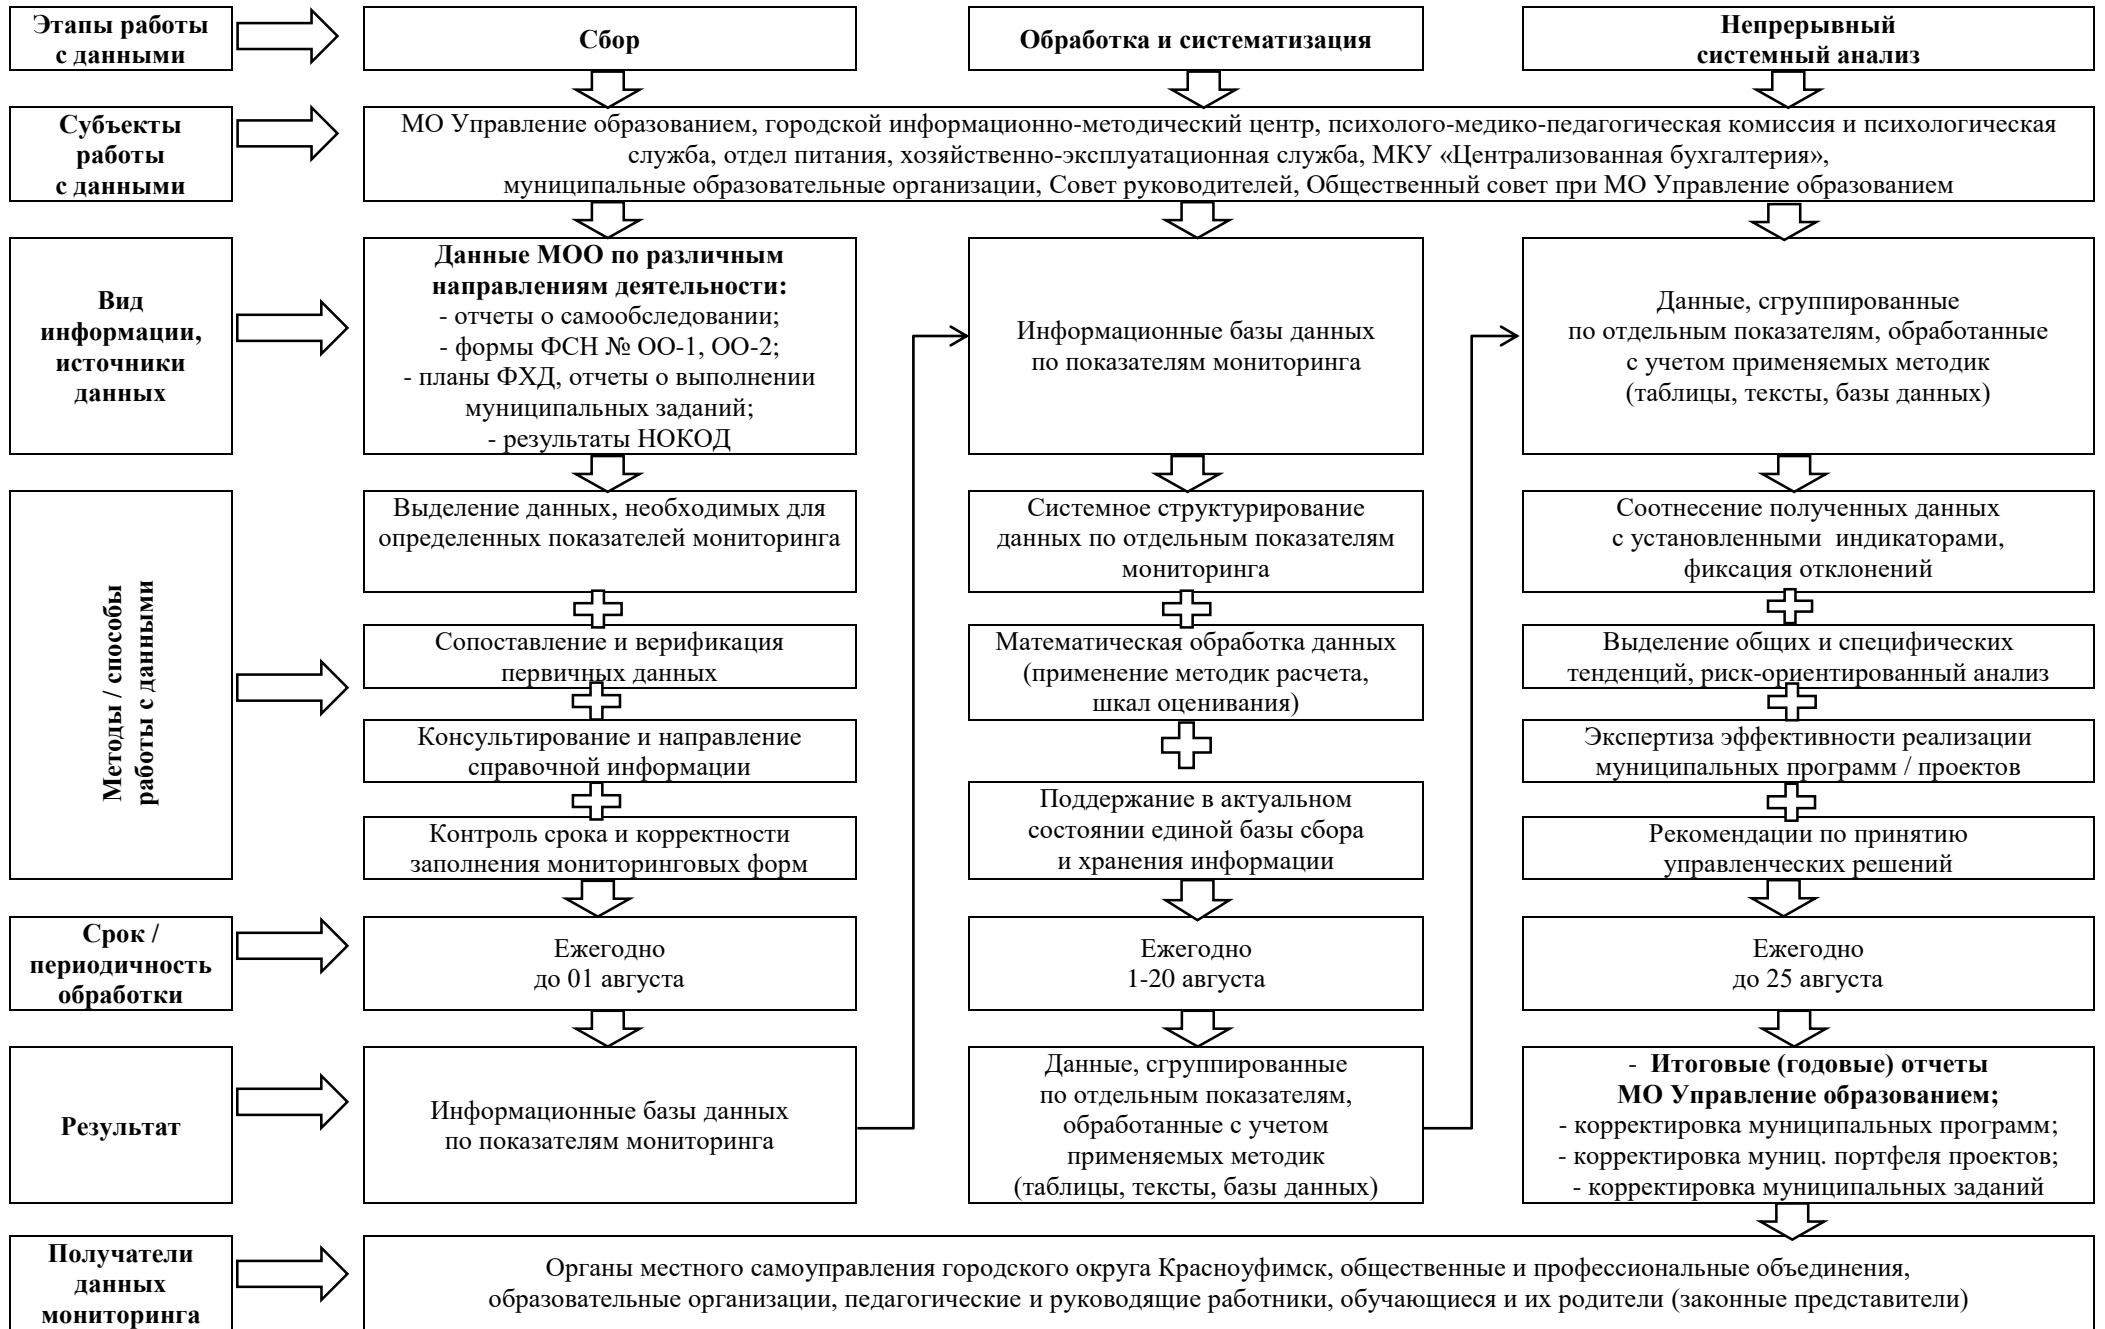 Этапы работы
с данными
Сбор
Обработка и систематизация
Непрерывный
системный анализ
Субъекты
работы
с данными
МО Управление образованием, городской информационно-методический центр, психолого-медико-педагогическая комиссия и психологическая
служба, отдел питания, хозяйственно-эксплуатационная служба, МКУ «Централизованная бухгалтерия»,
муниципальные образовательные организации, Совет руководителей, Общественный совет при МО Управление образованием
Вид
информации,
источники
данных
Данные МОО по различным
направлениям деятельности:
- отчеты о самообследовании;
- формы ФСН № ОО-1, ОО-2;
- планы ФХД, отчеты о выполнении
муниципальных заданий;
- результаты НОКОД
Информационные базы данных
по показателям мониторинга
Данные, сгруппированные
по отдельным показателям, обработанные
с учетом применяемых методик
(таблицы, тексты, базы данных)
Методы / способы
работы с данными
Выделение данных, необходимых для
определенных показателей мониторинга
Сопоставление и верификация
первичных данных
Консультирование и направление
справочной информации
Контроль срока и корректности
заполнения мониторинговых форм
Системное структурирование
данных по отдельным показателям
мониторинга
Математическая обработка данных
(применение методик расчета,
шкал оценивания)
Поддержание в актуальном
состоянии единой базы сбора
и хранения информации
Соотнесение полученных данных
с установленными индикаторами,
фиксация отклонений
Выделение общих и специфических
тенденций, риск-ориентированный анализ
Экспертиза эффективности реализации
муниципальных программ / проектов
Рекомендации по принятию
управленческих решений
Срок /
периодичность
обработки
Ежегодно
до 01 августа
Ежегодно
1-20 августа
Ежегодно
до 25 августа
Результат
Информационные базы данных
по показателям мониторинга
Данные, сгруппированные
по отдельным показателям,
обработанные с учетом
применяемых методик
(таблицы, тексты, базы данных)
- Итоговые (годовые) отчеты
МО Управление образованием;
- корректировка муниципальных программ;
- корректировка муниц. портфеля проектов;
- корректировка муниципальных заданий
Получатели
данных
мониторинга
Органы местного самоуправления городского округа Красноуфимск, общественные и профессиональные объединения,
образовательные организации, педагогические и руководящие работники, обучающиеся и их родители (законные представители)